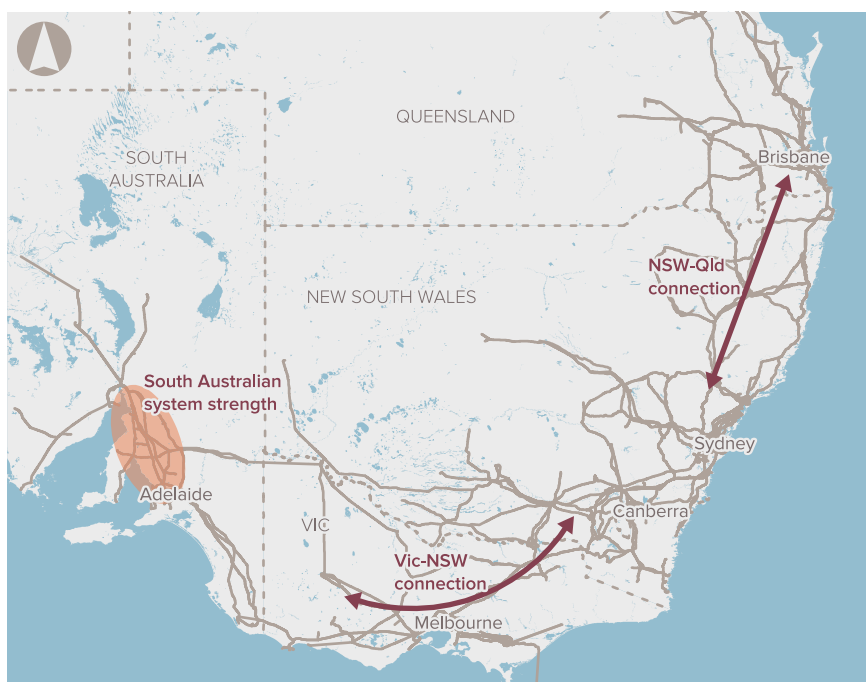 QUEENSLAND
Brisbane
SOUTH
AUSTRALIA
NSW-Qld
connection
NEW SOUTH WALES
South Australian
system strength
Sydney
Adelaide
Canberra
VIC
Vic-NSW
connection
Melbourne